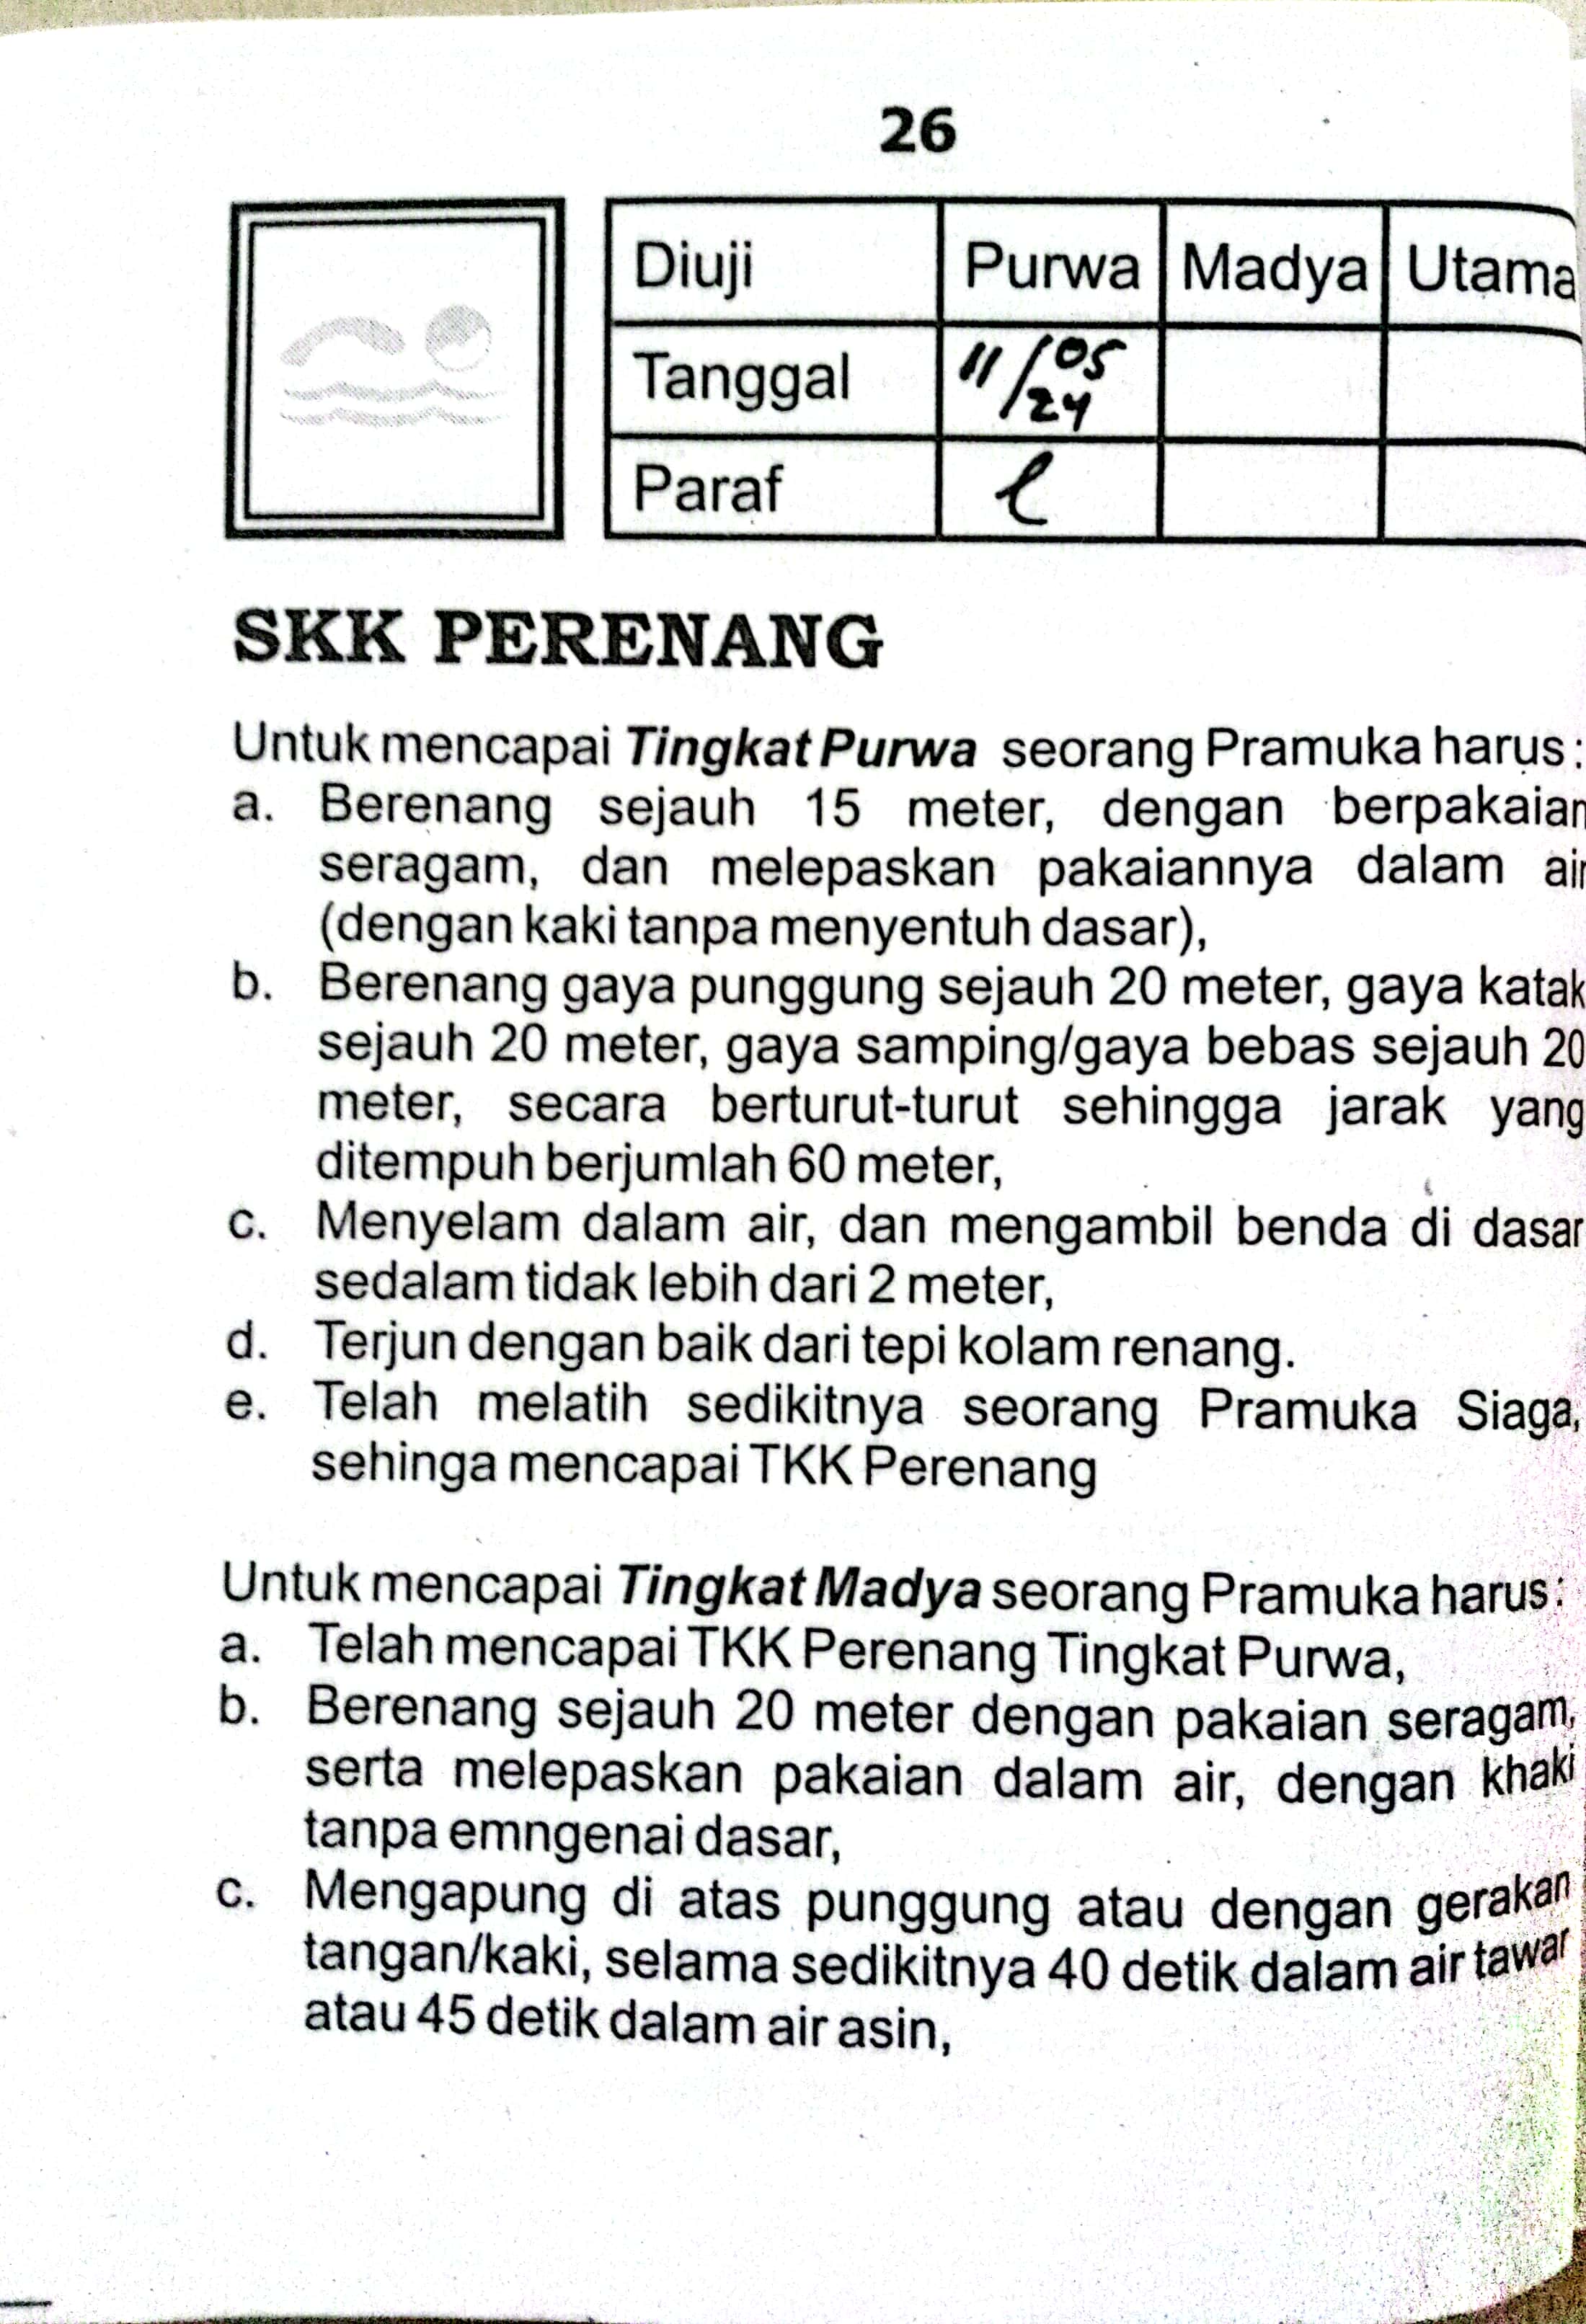 26
Diuji Purwa Madya Utama
Tanggal 11/05/24
Paraf
SKK PERENANG
Untuk mencapai Tingkat Purwa seorang Pramuka harus :
a. Berenang sejauh 15 meter, dengan berpakaian
seragam, dan melepaskan pakaiannya dalam air
(dengan kaki tanpa menyentuh dasar),
b. Berenang gaya punggung sejauh 20 meter, gaya katak
sejauh 20 meter, gaya samping/gaya bebas sejauh 20
meter, secara berturut-turut sehingga jarak yang
ditempuh berjumlah 60 meter,
c. Menyelam dalam air, dan mengambil benda di dasar
sedalam tidak lebih dari 2 meter,
d. Terjun dengan baik dari tepi kolam renang.
e. Telah melatih sedikitnya seorang Pramuka Siaga,
sehinga mencapai TKK Perenang
Untuk mencapai Tingkat Madya seorang Pramuka harus :
a. Telah mencapai TKK Perenang Tingkat Purwa,
b. Berenang sejauh 20 meter dengan pakaian seragam,
serta melepaskan pakaian dalam air, dengan khaki
tanpa emngenai dasar,
c. Mengapung di atas punggung atau dengan gerakan
tangan/kaki, selama sedikitnya 40 detik dalam air tawar
atau 45 detik dalam air asin,